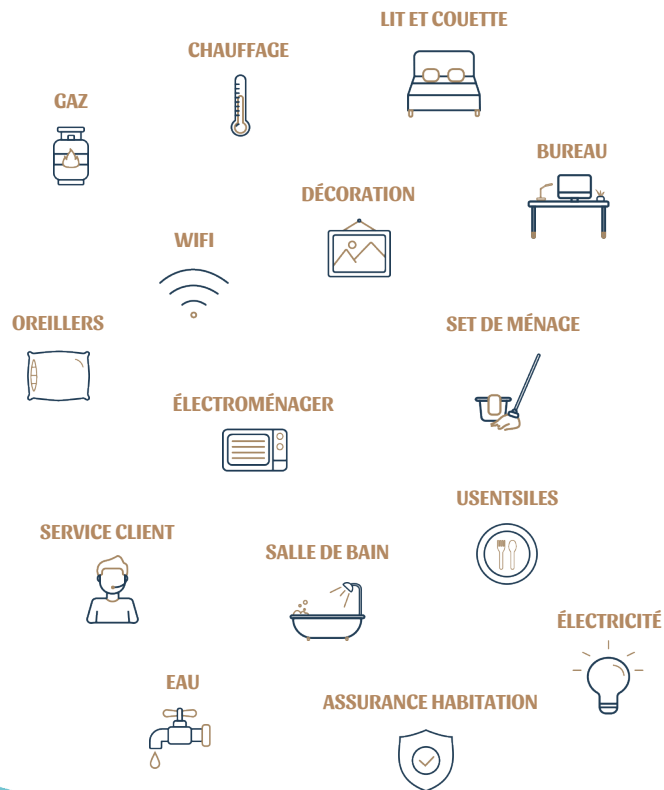 LIT ET COUETTE
CHAUFFAGE
GAZ
BUREAU
DÉCORATION
WIFI
OREILLERS
SET DE MÉNAGE
ÉLECTROMÉNAGER
USENTSILES
SERVICE CLIENT
SALLE DE BAIN
ÉLECTRICITÉ
EAU
ASSURANCE HABITATION